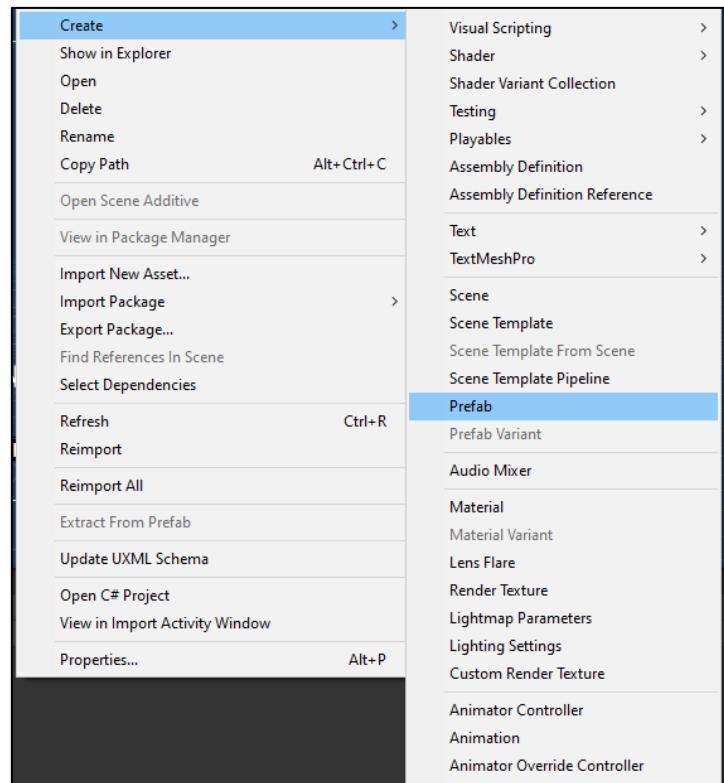 Create
Show in Explorer
Open
Delete
Rename
Copy Path Alt+Ctrl+C
Open Scene Additive
View in Package Manager
Import New Asset...
Import Package
Export Package...
Find References In Scene
Select Dependencies
Refresh Ctrl+R
Reimport
Reimport All
Extract From Prefab
Update UXML Schema
Open C# Project
View in Import Activity Window
Properties... Alt+P
Visual Scripting
Shader
Shader Variant Collection
Testing
Playables
Assembly Definition
Assembly Definition Reference
Text
TextMeshPro
Scene
Scene Template
Scene Template From Scene
Scene Template Pipeline
Prefab
Prefab Variant
Audio Mixer
Material
Material Variant
Lens Flare
Render Texture
Lightmap Parameters
Lighting Settings
Custom Render Texture
Animator Controller
Animation
Animator Override Controller